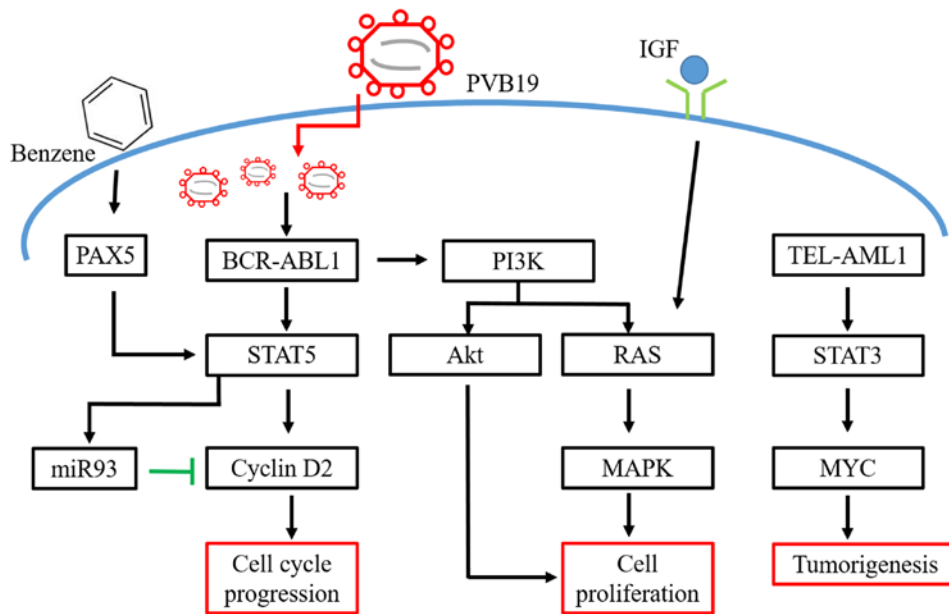 IGF
PVB19
Benzene
PAX5
BCR-ABL1
PI3K
TEL-AML1
STAT5
Akt
RAS
STAT3
miR93
Cyclin D2
MAPK
MYC
Cell cycle
progression
Cell
proliferation
Tumorigenesis